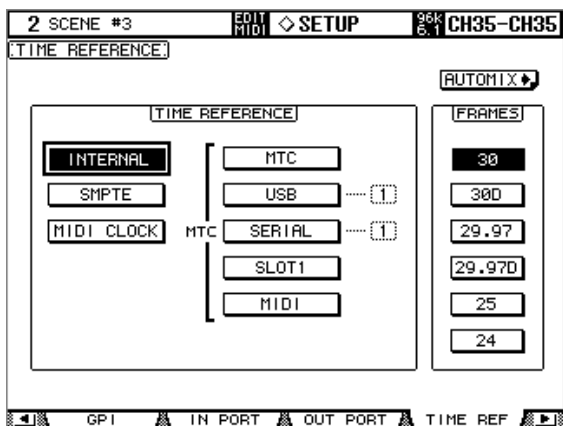 2 SCENE #3 EDIT MIDI ◇ SETUP 96K 6.1 CH35-CH35
TIME REFERENCE
AUTOMIX
TIME REFERENCE FRAMES
INTERNAL MTC 30
SMPTE USB 1 30D
MIDI CLOCK MTC SERIAL 1 29.97
SLOT1 29.97D
MIDI 25
24
GPI IN PORT OUT PORT TIME REF